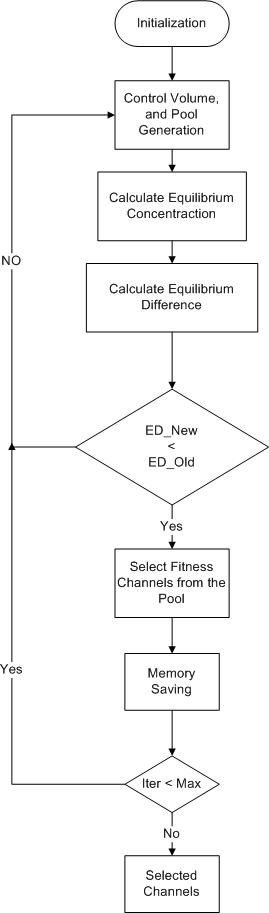 Initialization
Control Volume,
and Pool
Generation
Calculate Equilibrium
Concentraction
Calculate Equilibrium
Difference
NO
ED_New
<
ED_Old
Yes
Select Fitness
Channels from the
Pool
Memory
Saving
Yes
Iter < Max
No
Selected
Channels